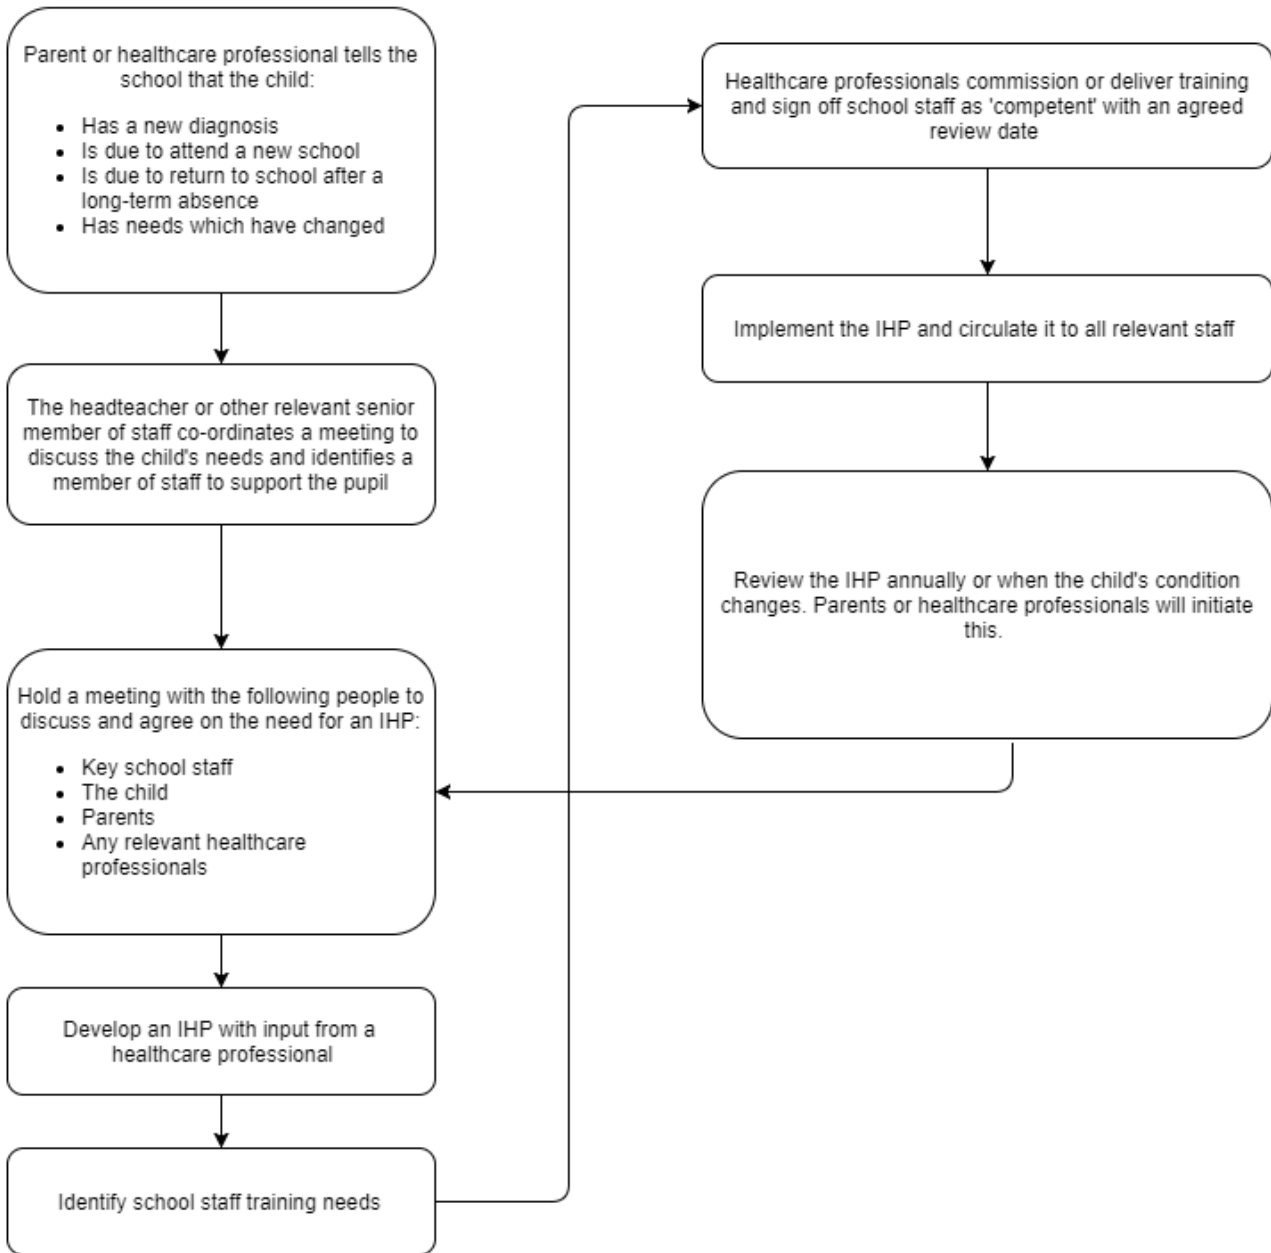 Parent or healthcare professional tells the
school that the child:
• Has a new diagnosis
• Is due to attend a new school
• Is due to return to school after a
long-term absence
• Has needs which have changed
The headteacher or other relevant senior
member of staff co-ordinates a meeting to
discuss the child's needs and identifies a
member of staff to support the pupil
Hold a meeting with the following people to
discuss and agree on the need for an IHP:
• Key school staff
• The child
• Parents
• Any relevant healthcare
professionals
Develop an IHP with input from a
healthcare professional
Identify school staff training needs
Healthcare professionals commission or deliver training
and sign off school staff as 'competent' with an agreed
review date
Implement the IHP and circulate it to all relevant staff
Review the IHP annually or when the child's condition
changes. Parents or healthcare professionals will initiate
this.